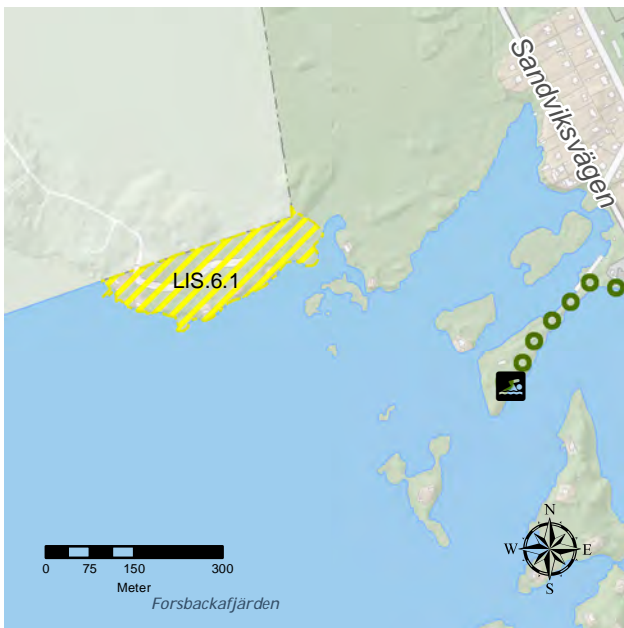 Sandviksvägen
LIS.6.1
N
W E
S
0 75 150 300
Meter
Forsbackafjärden